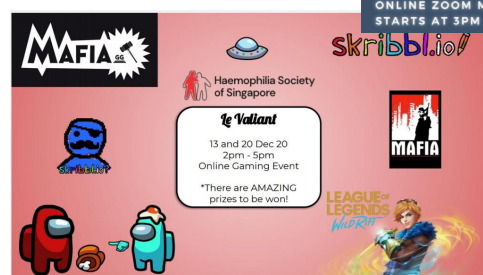 ONLINE ZOOM M
STARTS AT 3PM
MAFIA GG
skribbl.io
Haemophilia Society
of Singapore
Le Valiant
13 and 20 Dec 20
2pm - 5pm
Online Gaming Event
*There are AMAZING
prizes to be won!
skribbot
MAFIA
LEAGUE OF
LEGENDS
WILD RIFT